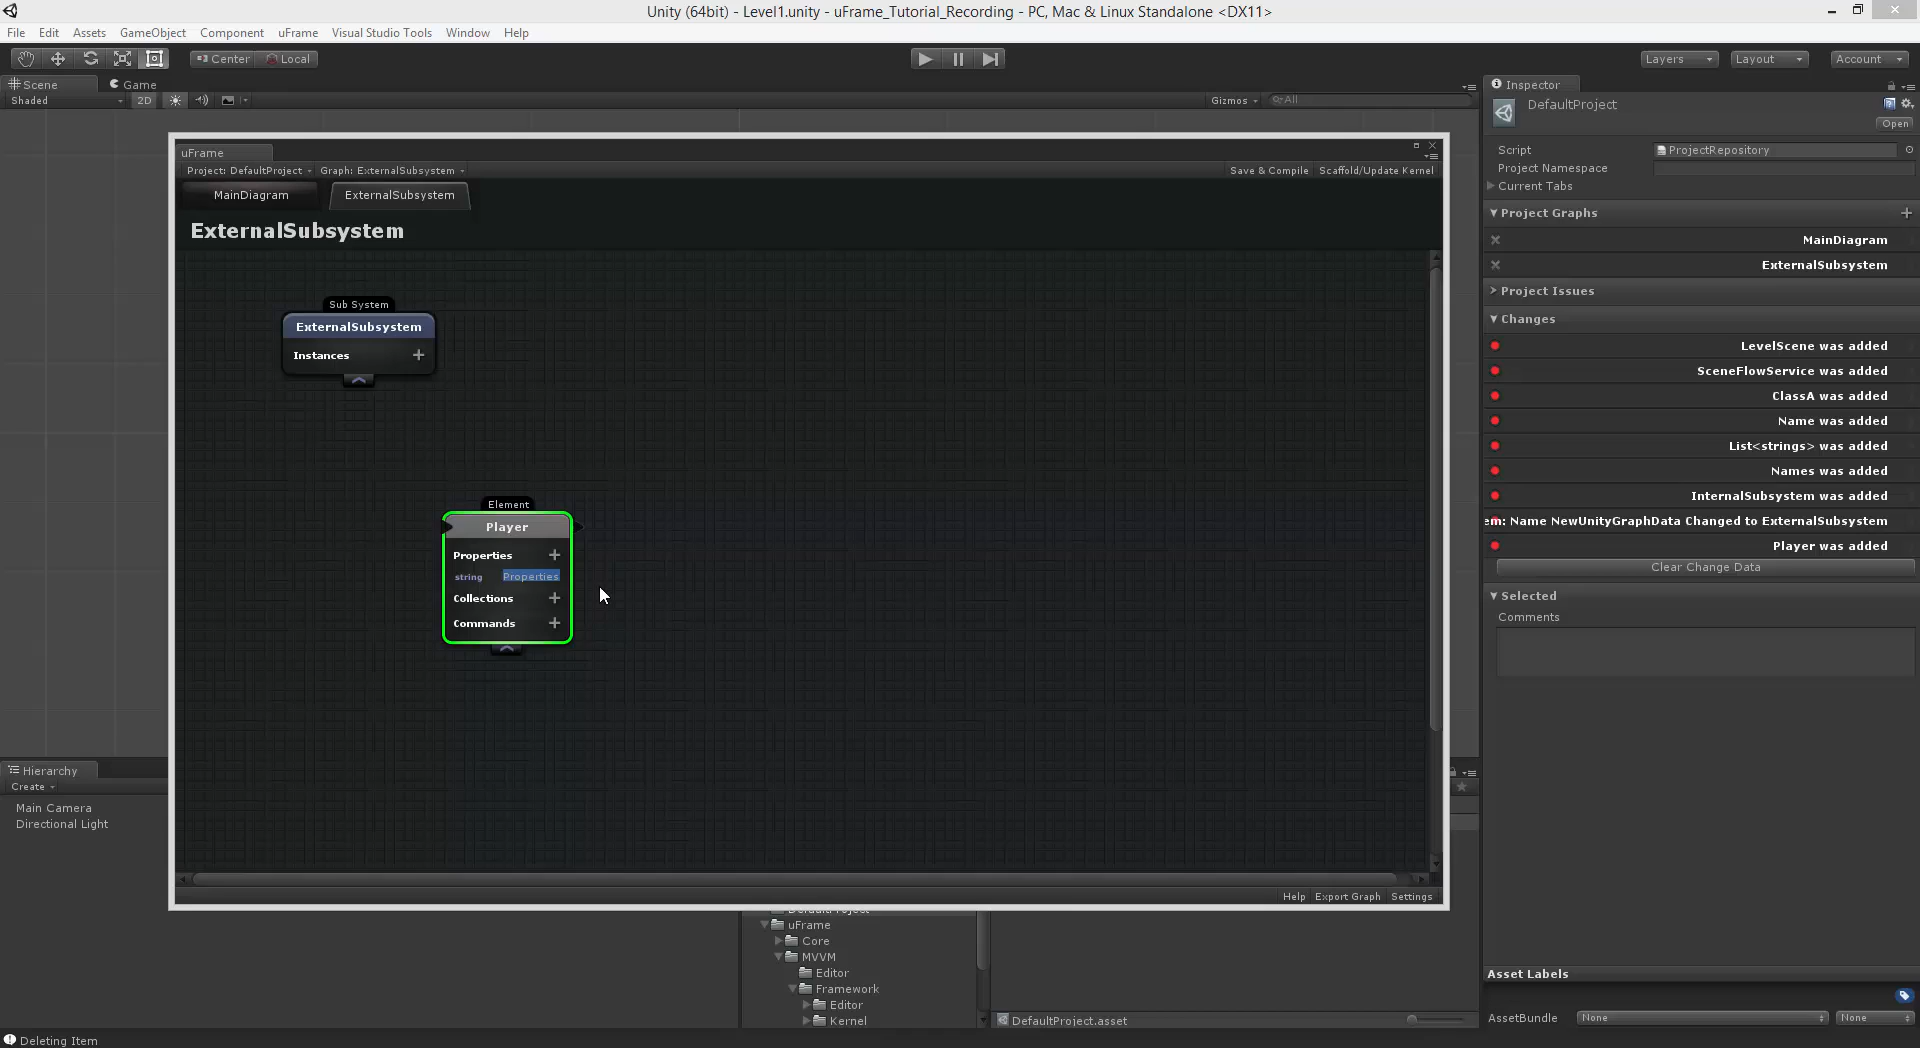 Unity (64bit) - Level1.unity - uFrame_Tutorial_Recording - PC, Mac & Linux Standalone <DX11>
File Edit Assets GameObject Component uFrame Visual Studio Tools Window Help
Center Local
Layers Layout Account
Scene Game
Shaded 2D Gizmos All
uFrame
Project: DefaultProject Graph: ExternalSubsystem Save & Compile Scaffold/Update Kernel
MainDiagram ExternalSubsystem
ExternalSubsystem
Sub System
ExternalSubsystem
Instances
Element
Player
Properties
string Properties
Collections
Commands
Help Export Graph Settings
Hierarchy
Create
Main Camera
Directional Light
DefaultProject
uFrame
Core
MVVM
Editor
Framework
Editor
Kernel
DefaultProject.asset
Inspector
DefaultProject
Open
Script ProjectRepository
Project Namespace
Current Tabs
Project Graphs
MainDiagram
ExternalSubsystem
Project Issues
Changes
LevelScene was added
SceneFlowService was added
ClassA was added
Name was added
List<strings> was added
Names was added
InternalSubsystem was added
em: Name NewUnityGraphData Changed to ExternalSubsystem
Player was added
Clear Change Data
Selected
Comments
Asset Labels
AssetBundle None None
Deleting Item